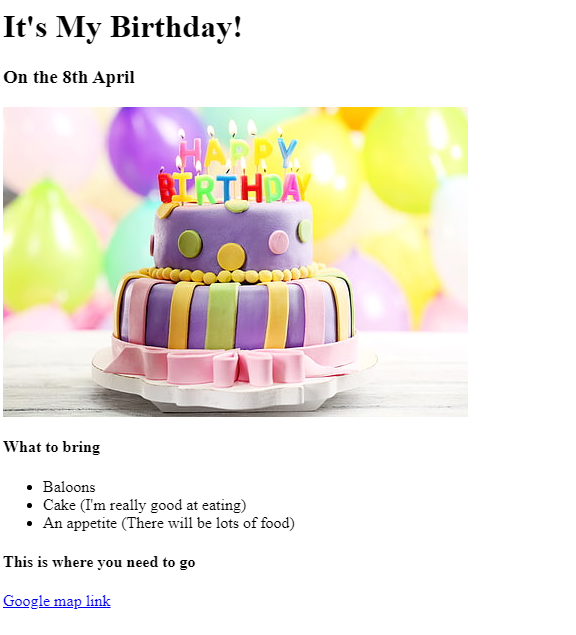 It's My Birthday!
On the 8th April
HAPPY
BIRTHDAY
What to bring
Baloons
Cake (I'm really good at eating)
An appetite (There will be lots of food)
This is where you need to go
Google map link